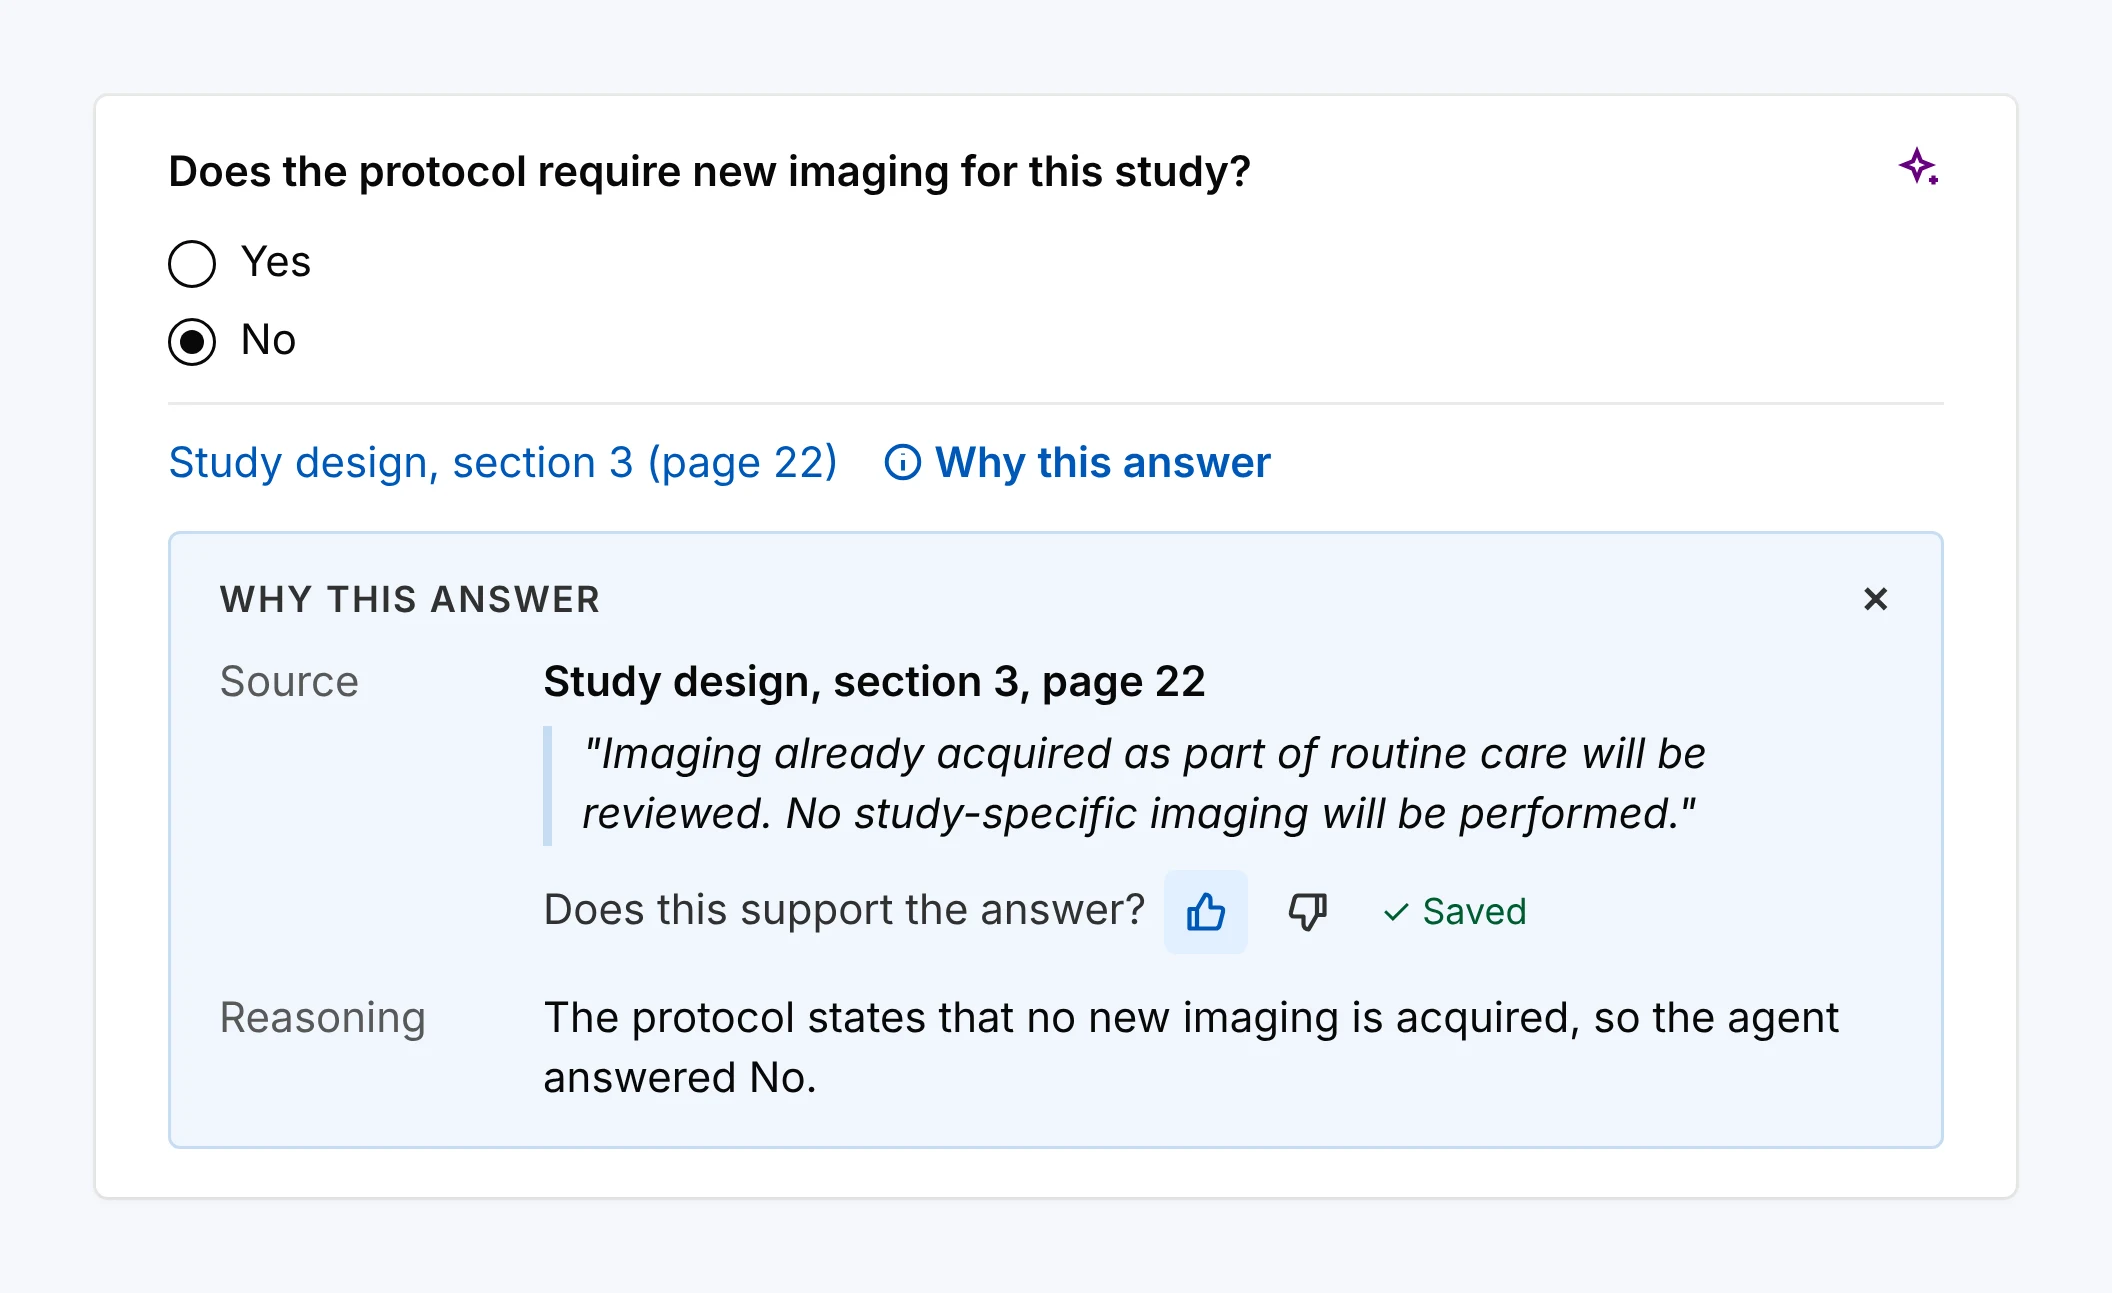 Does the protocol require new imaging for this study?
Yes
No
Study design, section 3 (page 22) Why this answer
WHY THIS ANSWER
Source Study design, section 3, page 22
"Imaging already acquired as part of routine care will be
reviewed. No study-specific imaging will be performed."
Does this support the answer? ✓ Saved
Reasoning The protocol states that no new imaging is acquired, so the agent
answered No.